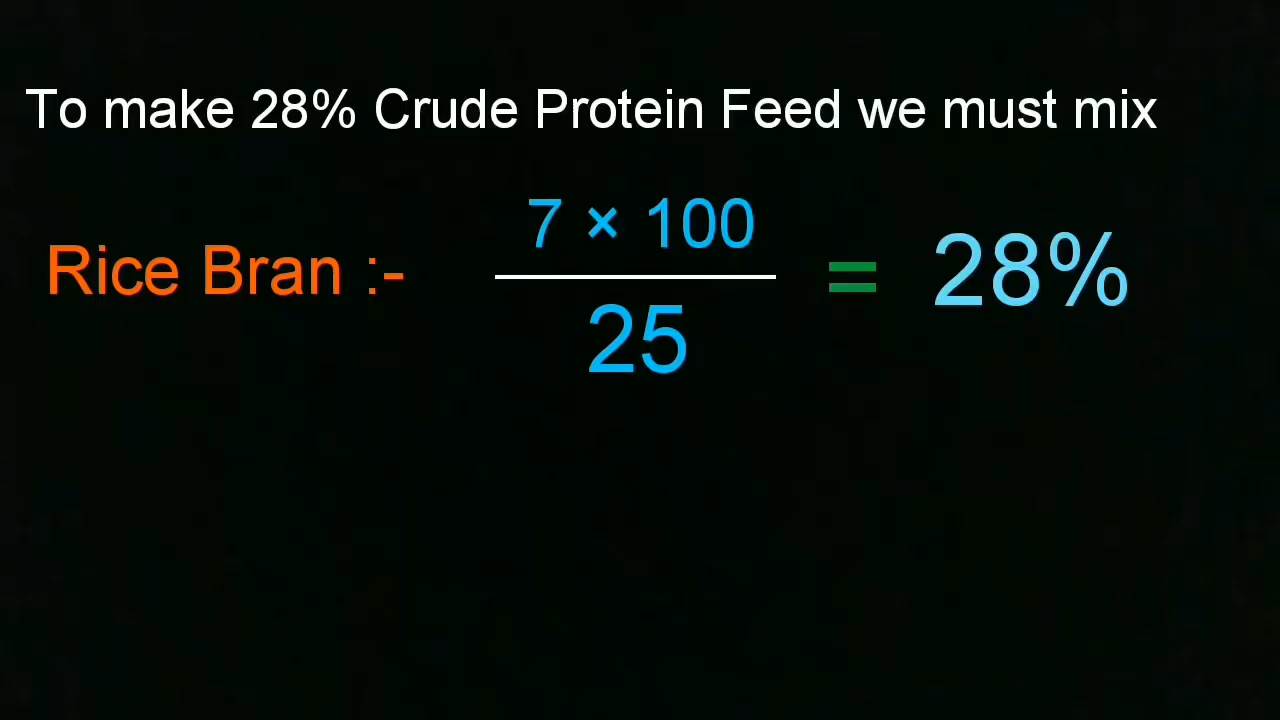 To make 28% Crude Protein Feed we must mix
Rice Bran :- 7 × 100 = 28%
25